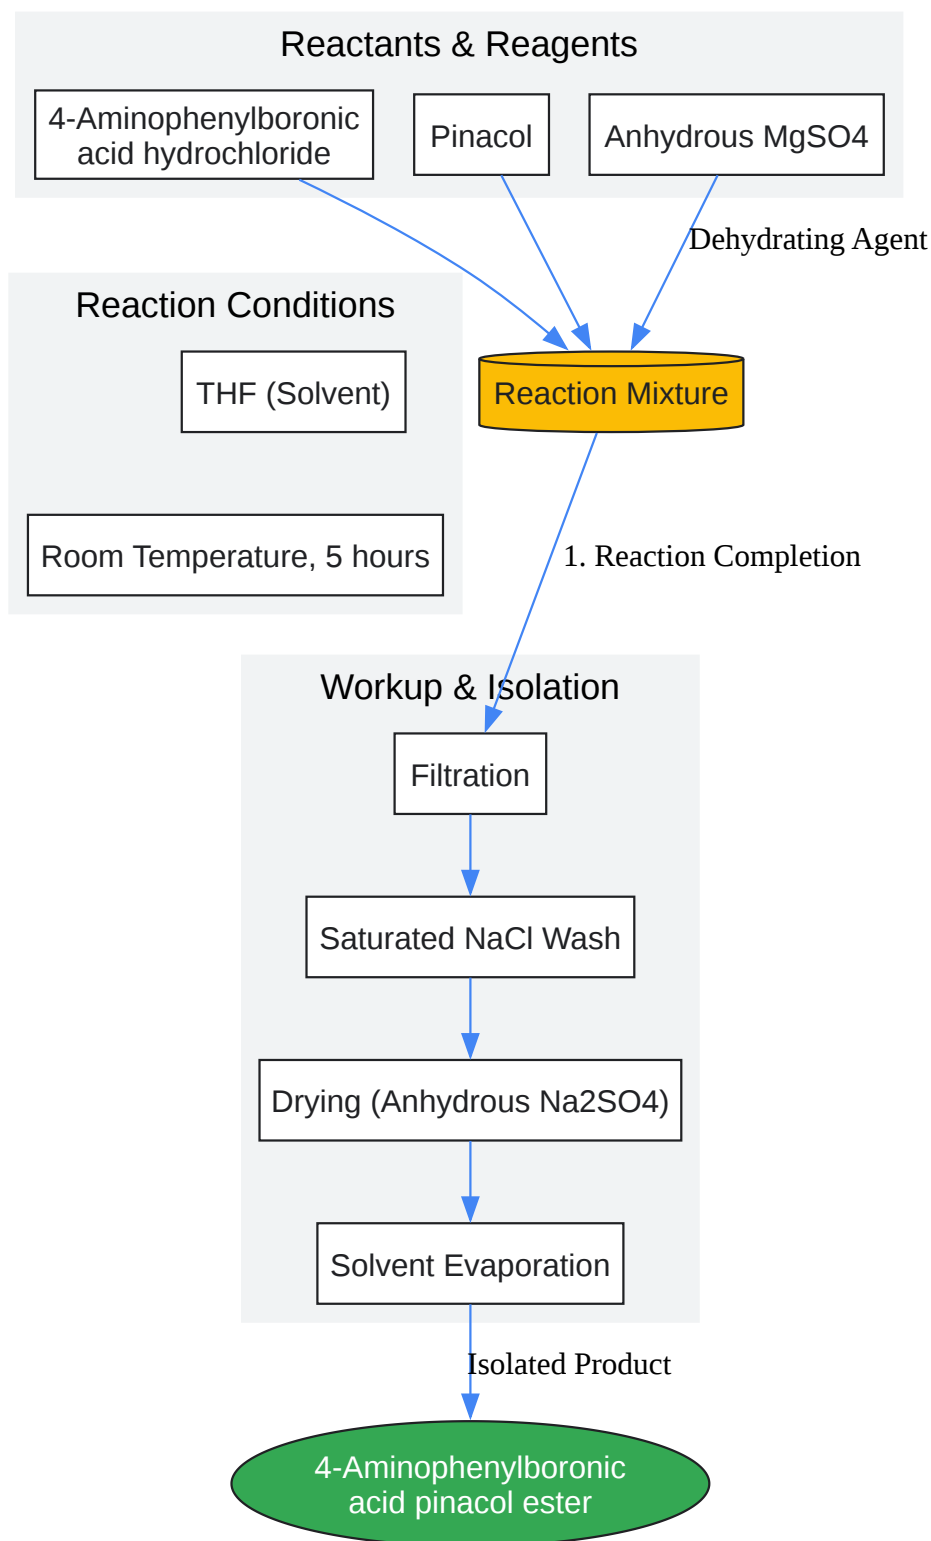 Reactants & Reagents
4-Aminophenylboronic
acid hydrochloride
Pinacol
Anhydrous MgSO4
Dehydrating Agent
Reaction Conditions
THF (Solvent)
Reaction Mixture
Room Temperature, 5 hours
1. Reaction Completion
Workup & Isolation
Filtration
Saturated NaCl Wash
Drying (Anhydrous Na2SO4)
Solvent Evaporation
Isolated Product
4-Aminophenylboronic
acid pinacol ester